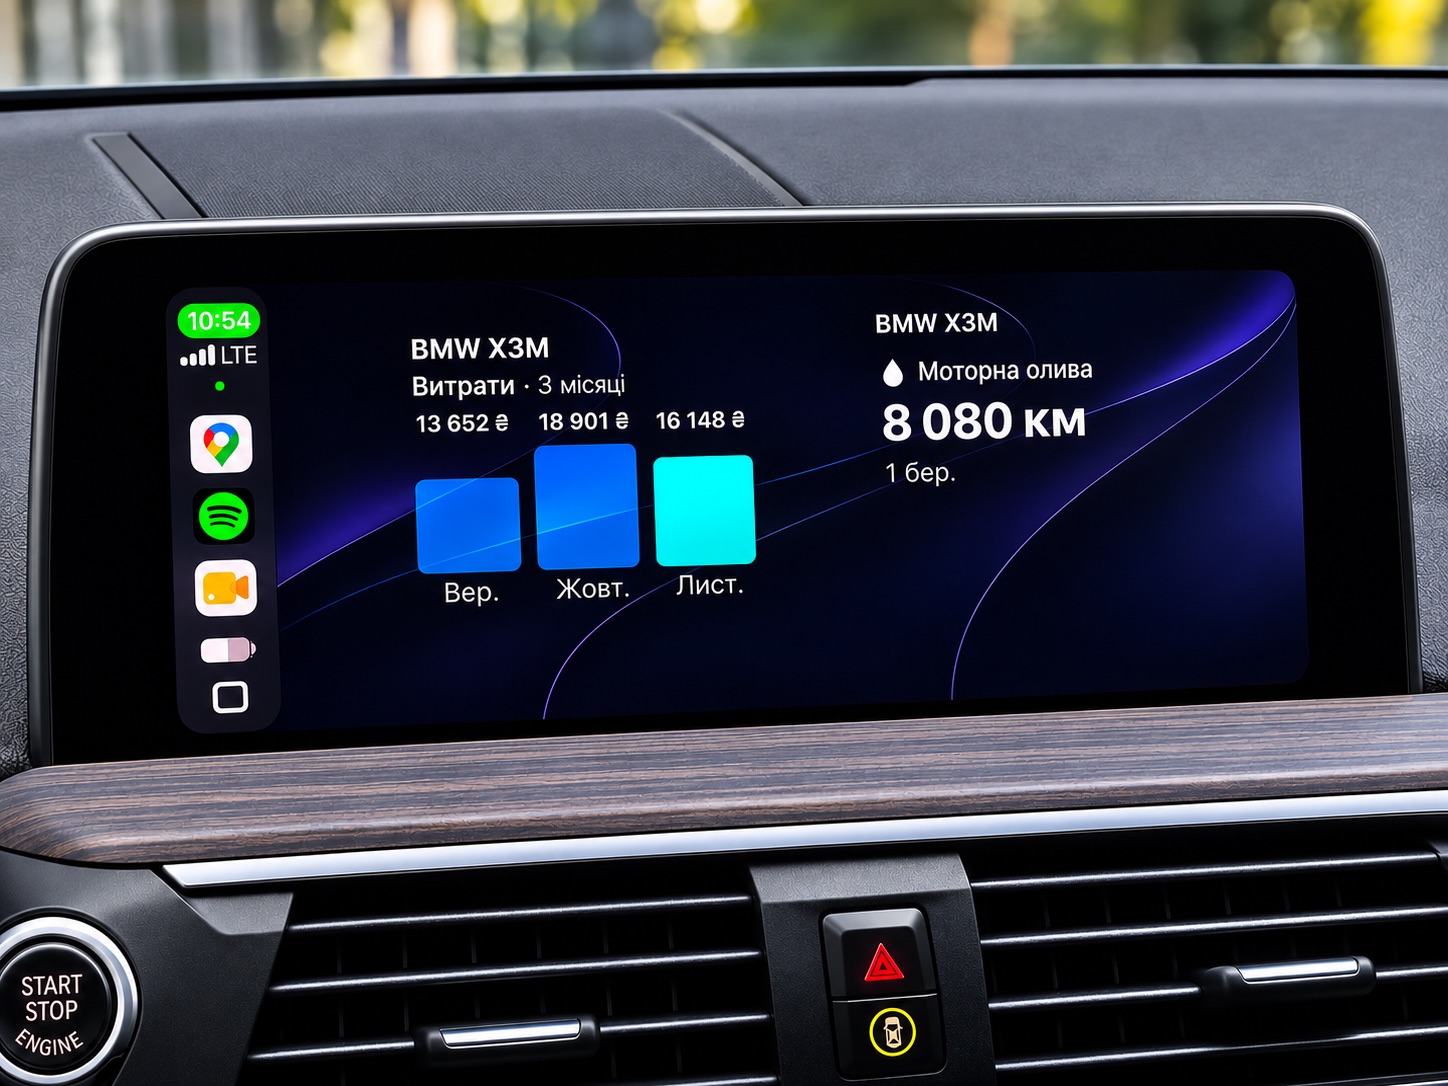 10:54
LTE
BMW X3M
Витрати · 3 місяці
13 652 ₴ 18 901 ₴ 16 148 ₴
Вер. Жовт. Лист.
BMW X3M
Моторна олива
8 080 км
1 бер.
START
STOP
ENGINE